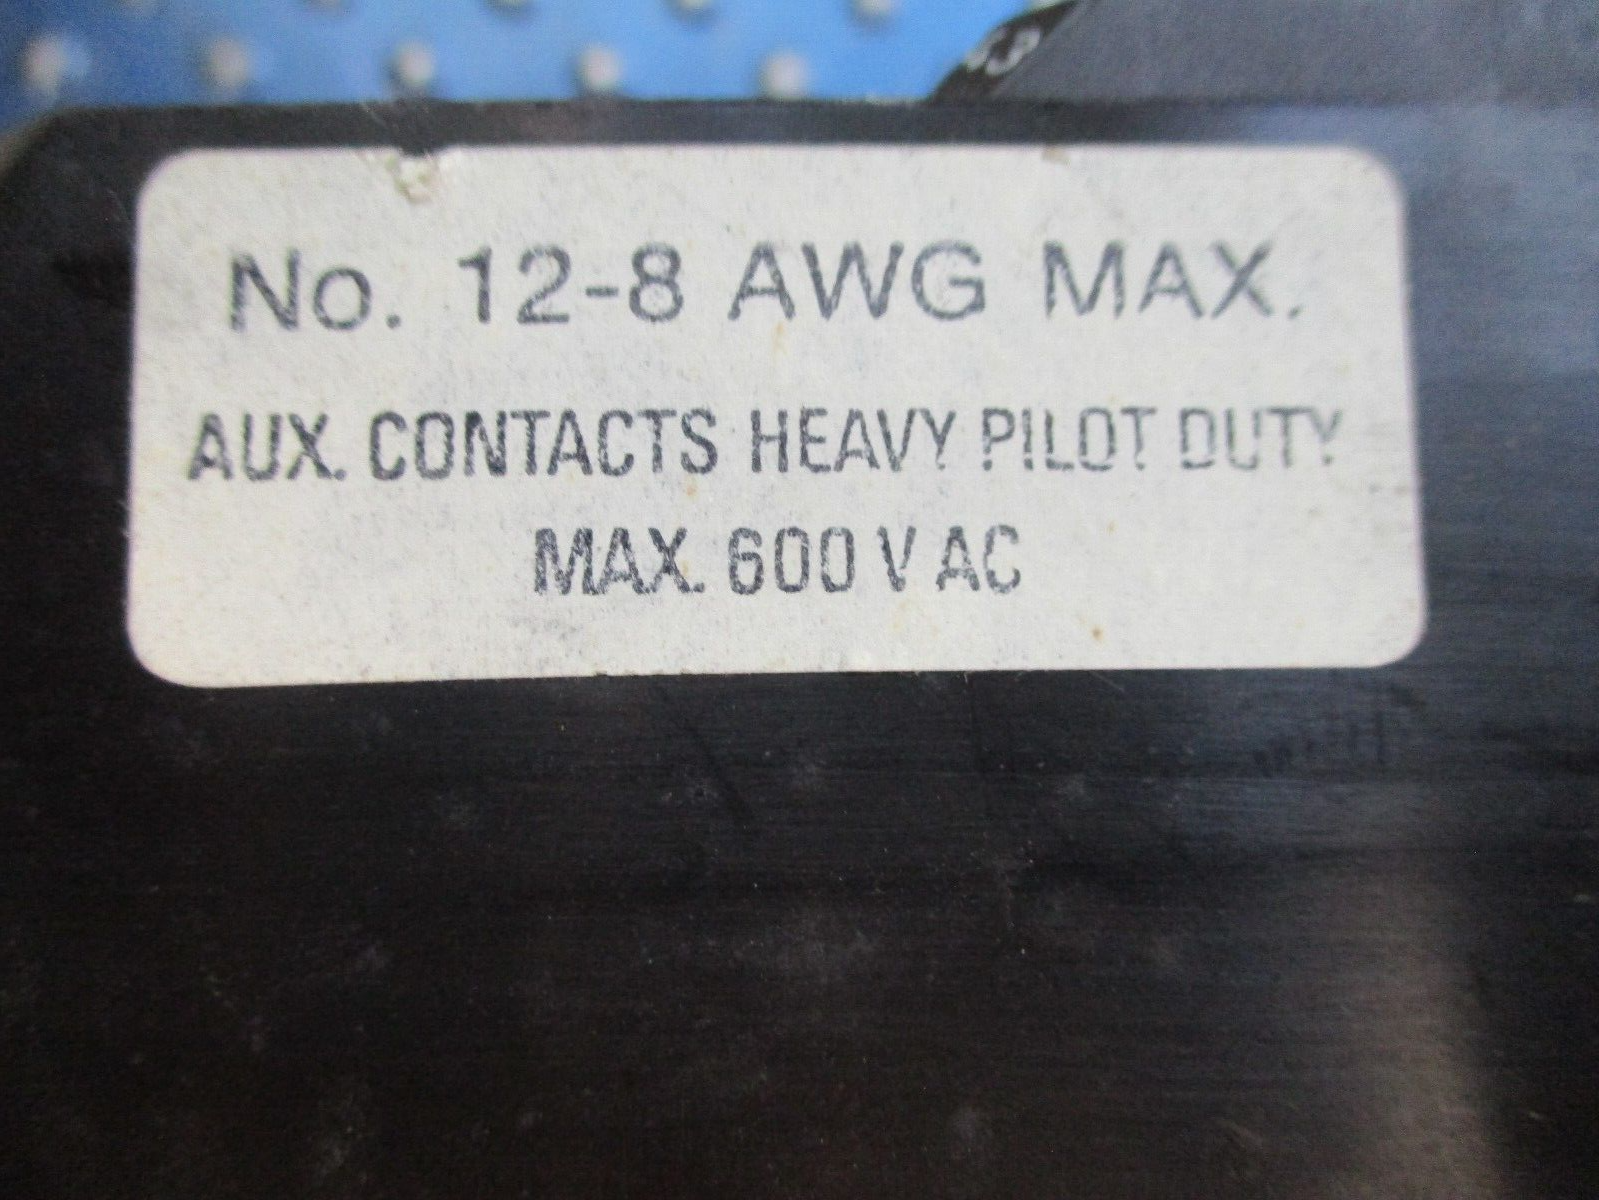 No. 12-8 AWG MAX.
AUX. CONTACTS HEAVY PILOT DUTY
MAX. 600 V AC